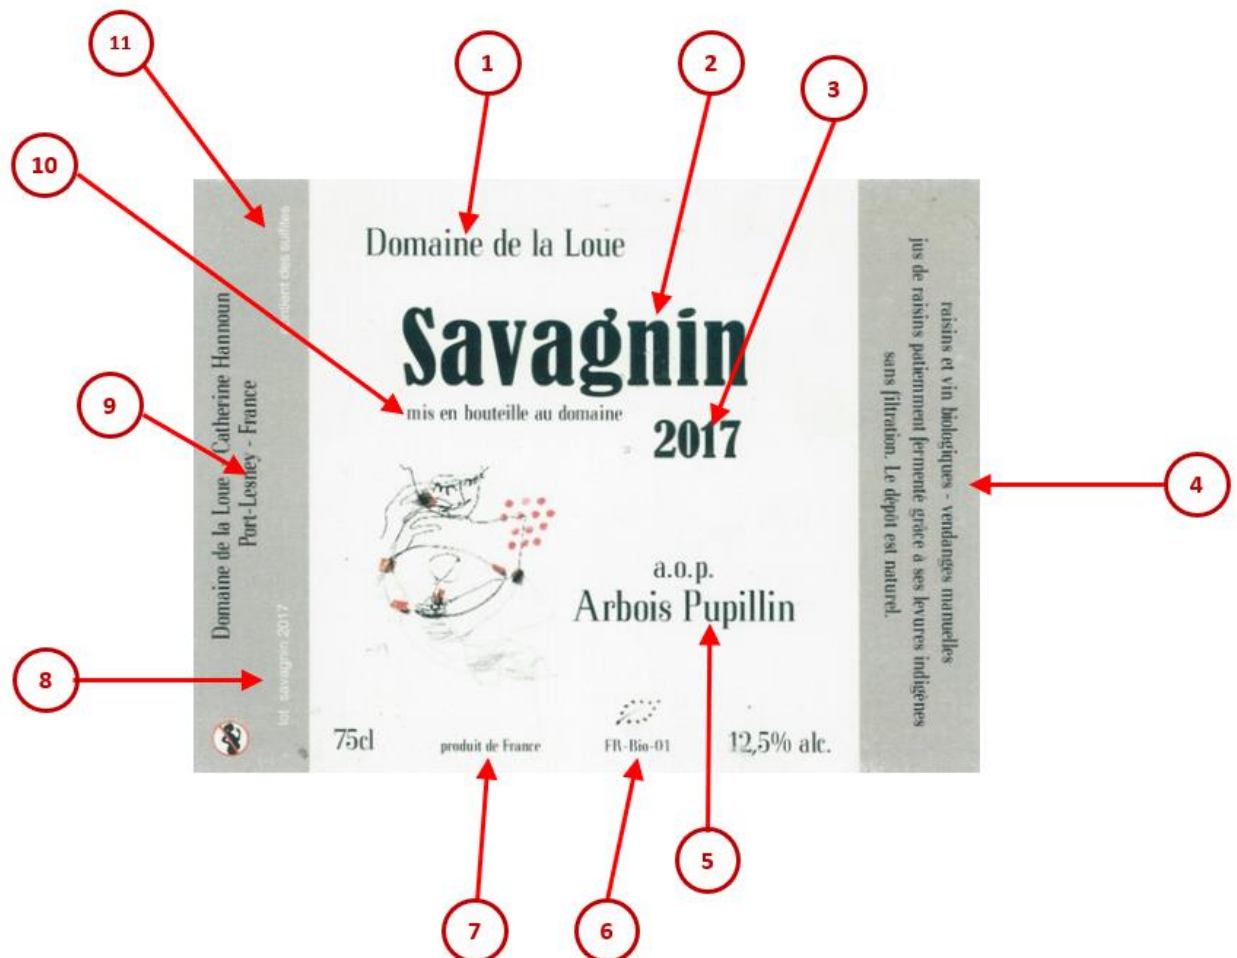 11
1
2
3
10
Domaine de la Loue
Savagnin
mis en bouteille au domaine
2017
a.o.p.
Arbois Pupillin
75cl
produit de France
FR-Bio-01
12,5% alc.
9
Domaine de la Loue Catherine Hannoun
Port-Lesney - France
des sulfites
lot savagnin 2017
8
raisins et vin biologiques - vendanges manuelles
jus de raisins patiemment fermenté grâce à ses levures indigènes
sans filtration. Le dépôt est naturel.
4
5
7
6